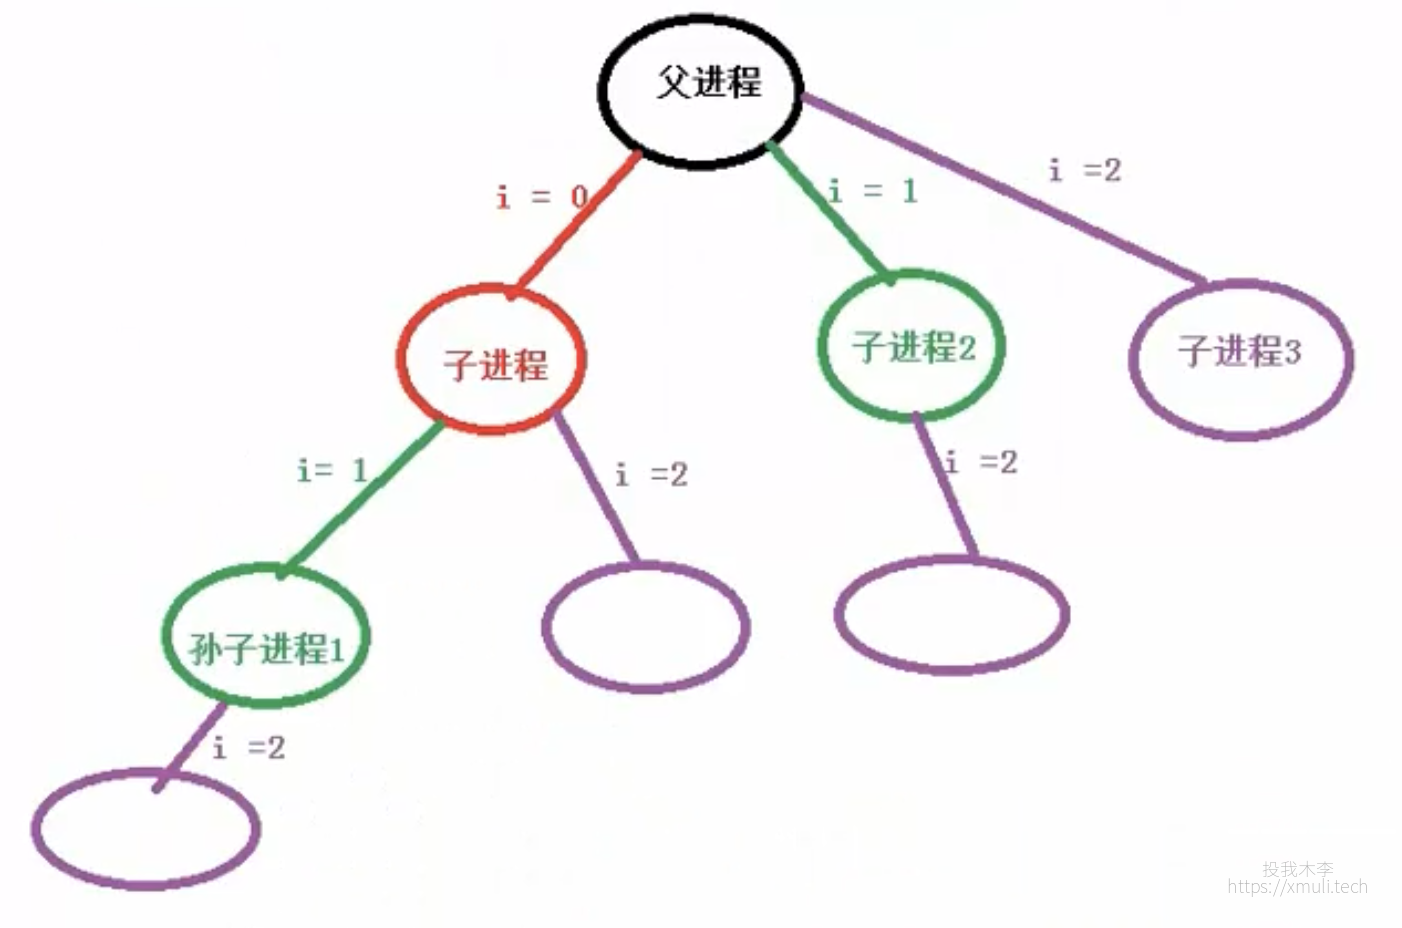 父进程
i = 0
i = 1
i =2
子进程
子进程2
子进程3
i= 1
i =2
i =2
孙子进程1
i =2
投我木李
https://xmuli.tech